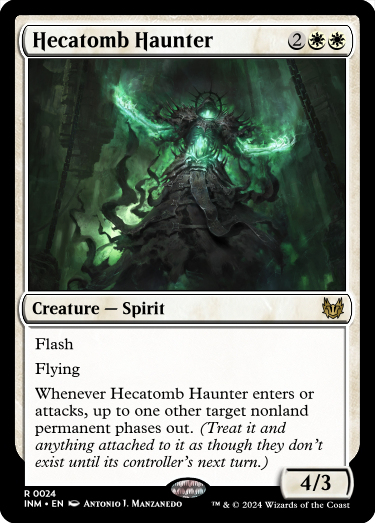 Hecatomb Haunter 2
Creature — Spirit
Flash
Flying
Whenever Hecatomb Haunter enters or
attacks, up to one other target nonland
permanent phases out. (Treat it and
anything attached to it as though they don't
exist until its controller's next turn.)
4/3
R 0024
INM • EN Antonio J. Manzanedo ™ & © 2024 Wizards of the Coast